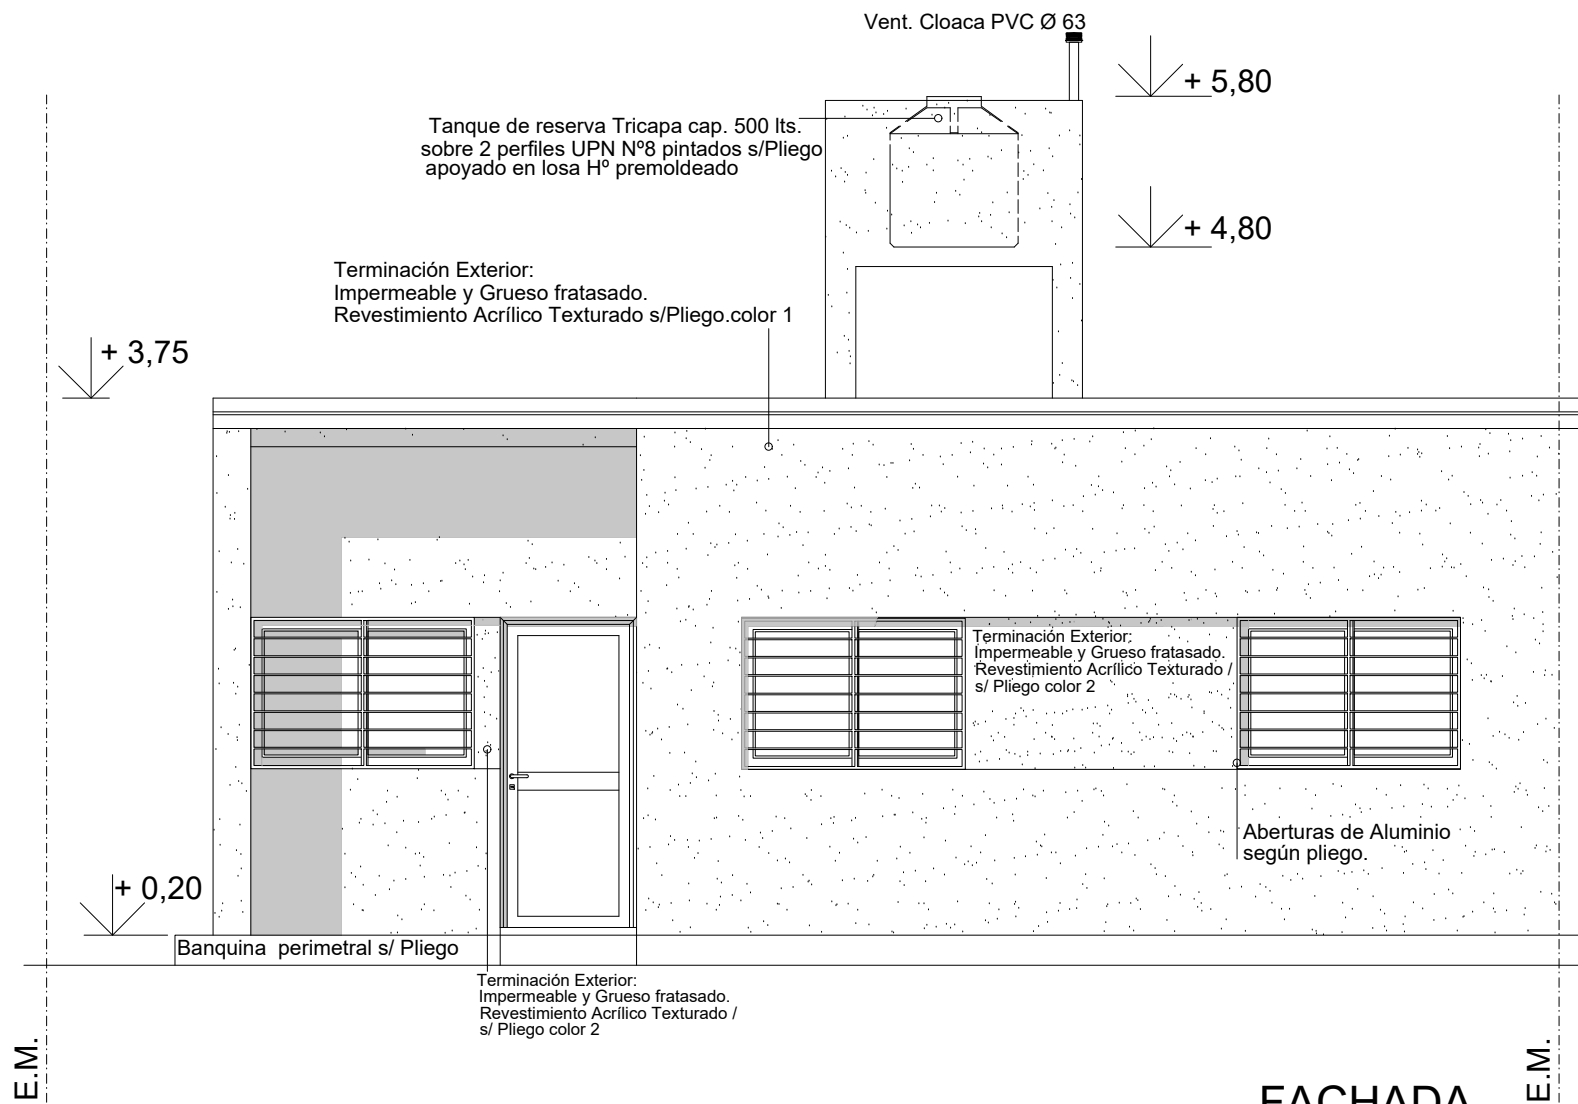 Vent. Cloaca PVC Ø 63
+ 5,80
Tanque de reserva Tricapa cap. 500 lts.
sobre 2 perfiles UPN Nº8 pintados s/Pliego
apoyado en losa Hº premoldeado
+ 4,80
Terminación Exterior:
Impermeable y Grueso fratasado.
Revestimiento Acrílico Texturado s/Pliego.color 1
+ 3,75
Terminación Exterior:
Impermeable y Grueso fratasado.
Revestimiento Acrílico Texturado /
s/ Pliego color 2
Aberturas de Aluminio
según pliego.
+ 0,20
Banquina perimetral s/ Pliego
Terminación Exterior:
Impermeable y Grueso fratasado.
Revestimiento Acrílico Texturado /
s/ Pliego color 2
E.M.
E.M.
FACHADA